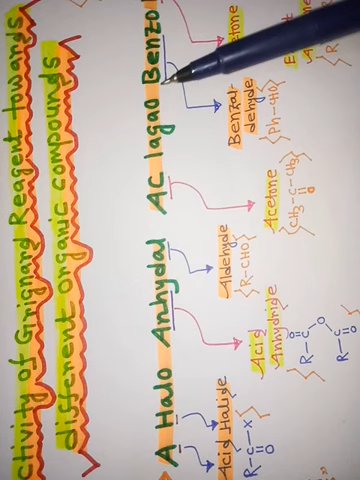 ctivity of Grignard Reagent towards
different organic compounds
A Halo Anhydal AC lagao Benzo
Acid Halide
R-C-X
O
Acid
Anhydride
O O
R-C O C-R
Aldehyde
(R-CHO)
Acetone
(CH3-C-CH3)
O
Benzal-
dehyde
(Ph-CHO)
etone